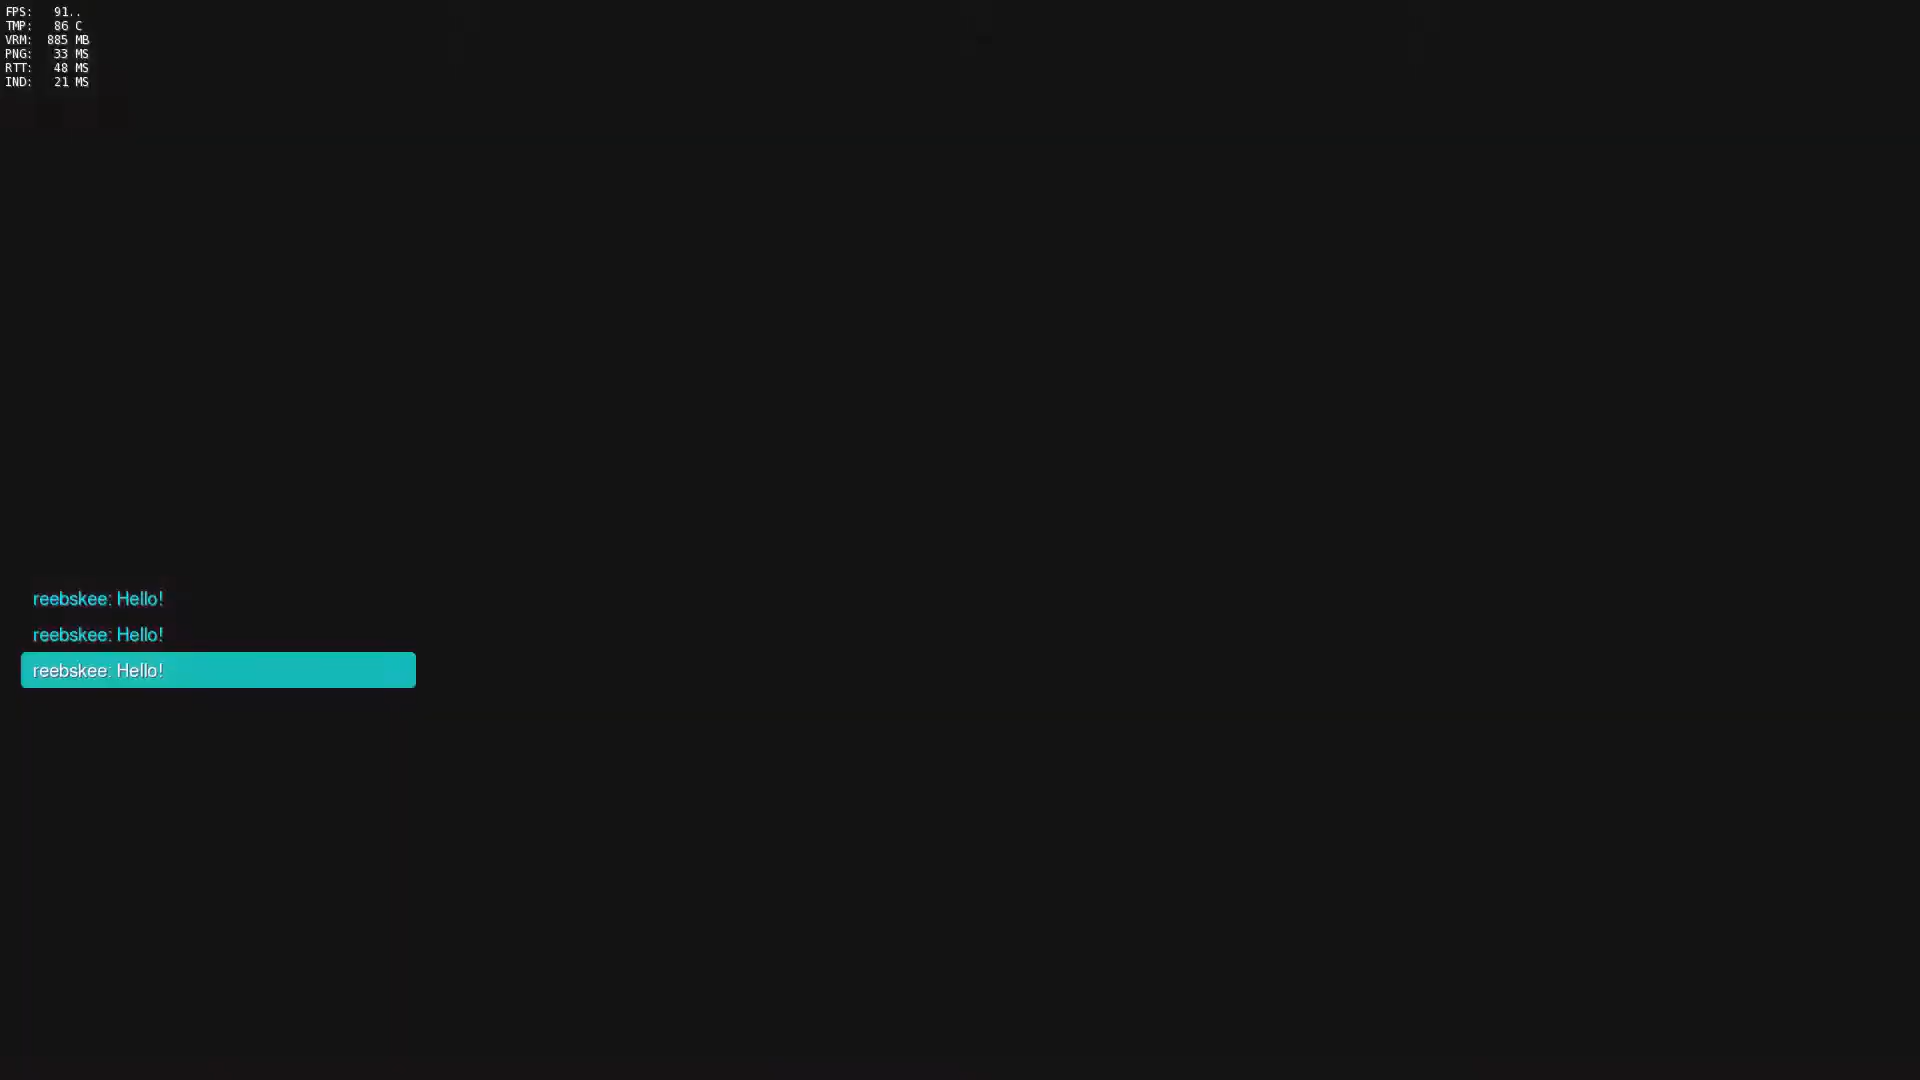 FPS: 91..
TMP: 86 C
VRM: 885 MB
PNG: 33 MS
RTT: 48 MS
IND: 21 MS
reebskee: Hello!
reebskee: Hello!
reebskee: Hello!